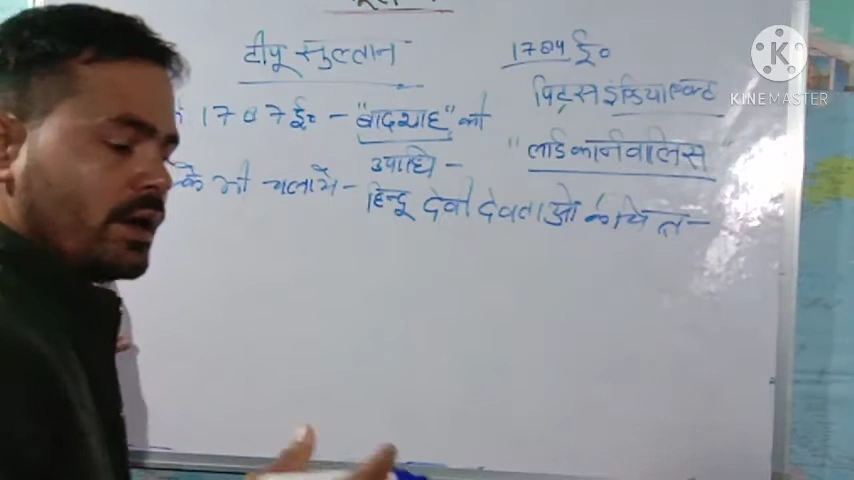 टीपू सुल्तान
1784 ई०
पिट्स इंडिया एक्ट
1787 ई० - "बादशाह" की
उपाधि -
"लार्ड कार्नवालिस"
के भी चलाये - हिन्दू देवी देवताओ के चित्र -
KINEMASTER